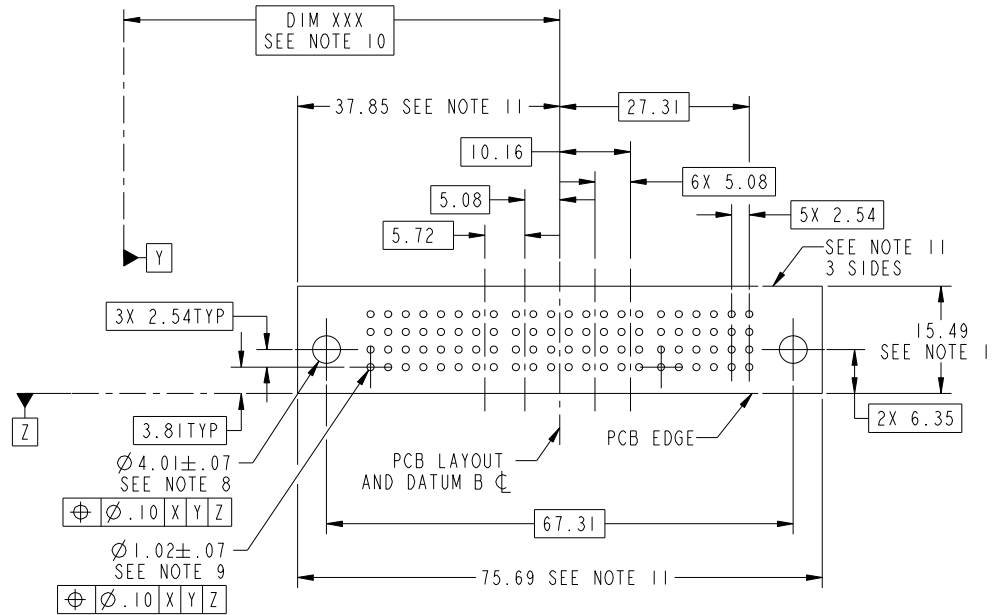 DIM XXX
SEE NOTE 10
37.85 SEE NOTE 11
27.31
10.16
6X 5.08
5.08
5X 2.54
5.72
Y
SEE NOTE 11
3 SIDES
3X 2.54TYP
15.49
SEE NOTE 1
Z
3.81TYP
2X 6.35
PCB EDGE
Ø4.01±.07
SEE NOTE 8
⌖ Ø.10 X Y Z
PCB LAYOUT
AND DATUM B ℄
67.31
Ø1.02±.07
SEE NOTE 9
⌖ Ø.10 X Y Z
75.69 SEE NOTE 11